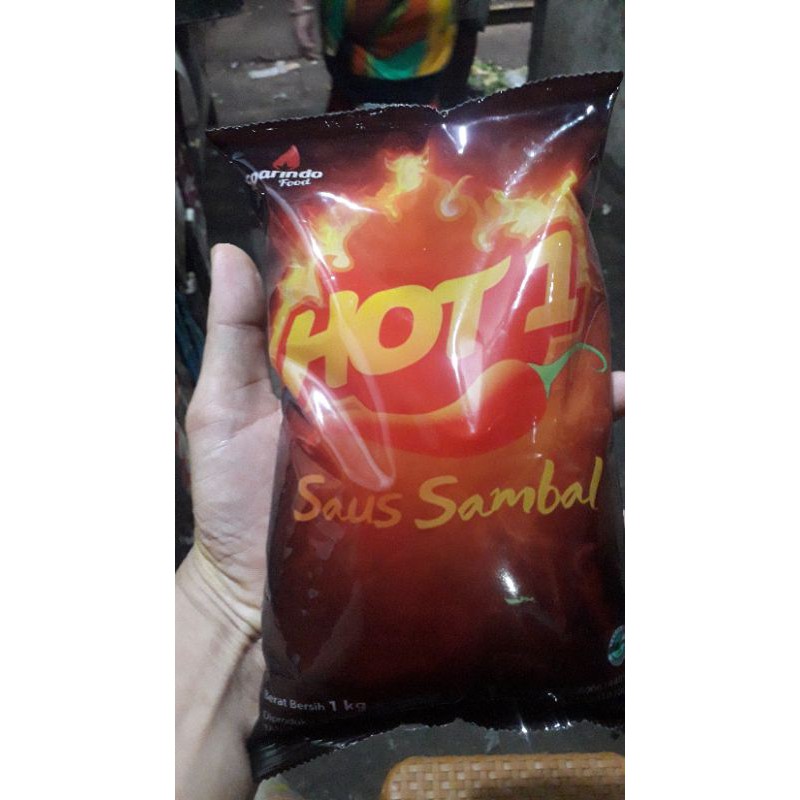 Food
HOT 1
Saus Sambal
Berat Bersih 1 kg